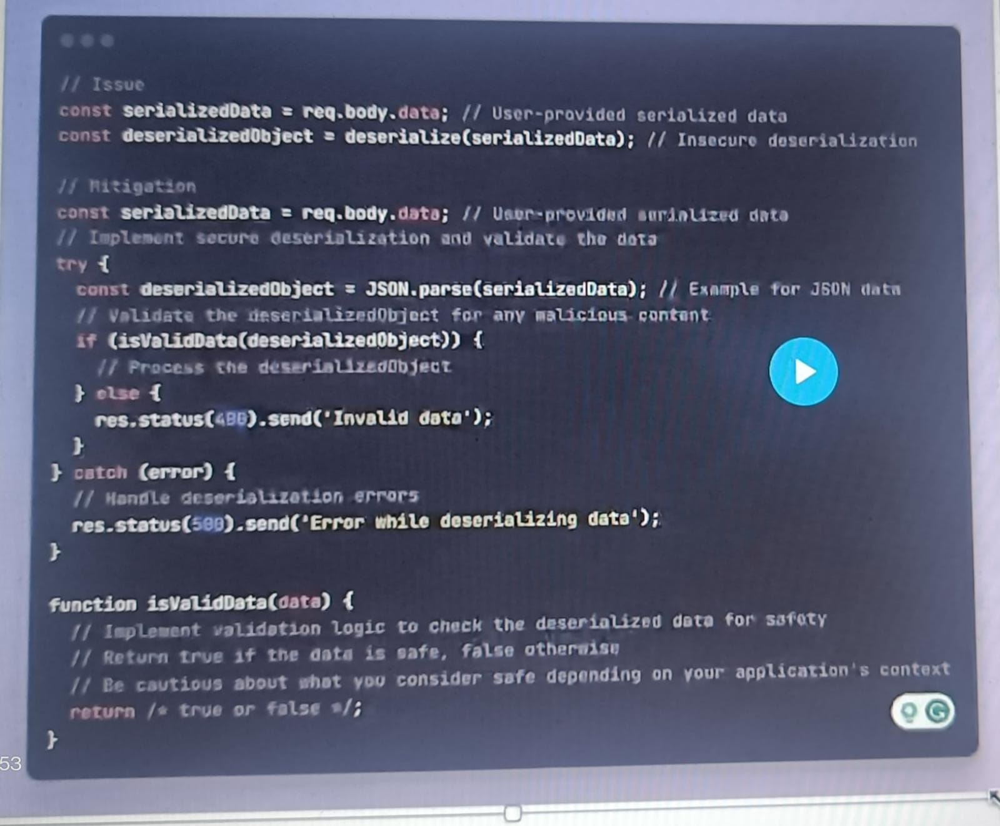 // Issue
const serializedData = req.body.data; // User-provided serialized data
const deserializedObject = deserialize(serializedData); // Insecure deserialization
// Mitigation
const serializedData = req.body.data; // User-provided serialized data
// Implement secure deserialization and validate the data
try {
  const deserializedObject = JSON.parse(serializedData); // Example for JSON data
  // Validate the deserializedObject for any malicious content
  if (isValidData(deserializedObject)) {
    // Process the deserializedObject
  } else {
    res.status(400).send('Invalid data');
  }
} catch (error) {
  // Handle deserialization errors
  res.status(500).send('Error while deserializing data');
}
function isValidData(data) {
  // Implement validation logic to check the deserialized data for safety
  // Return true if the data is safe, false otherwise
  // Be cautious about what you consider safe depending on your application's context
  return /* true or false */;
}
53